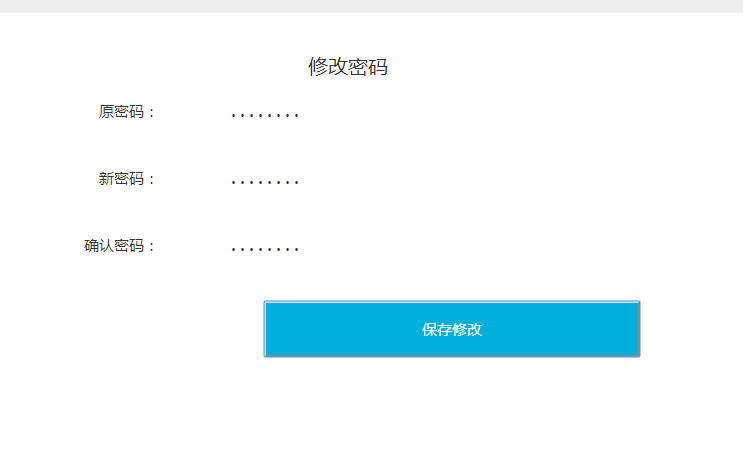 修改密码
原密码： ........
新密码： ........
确认密码： ........
保存修改